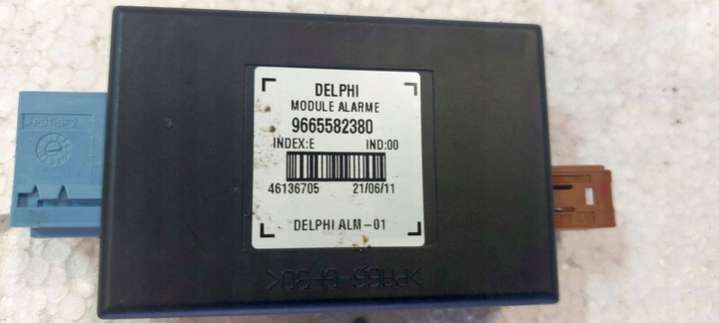 DELPHI
MODULE ALARME
9665582380
INDEX:E IND:00
46136705 21/06/11
DELPHI ALM-01